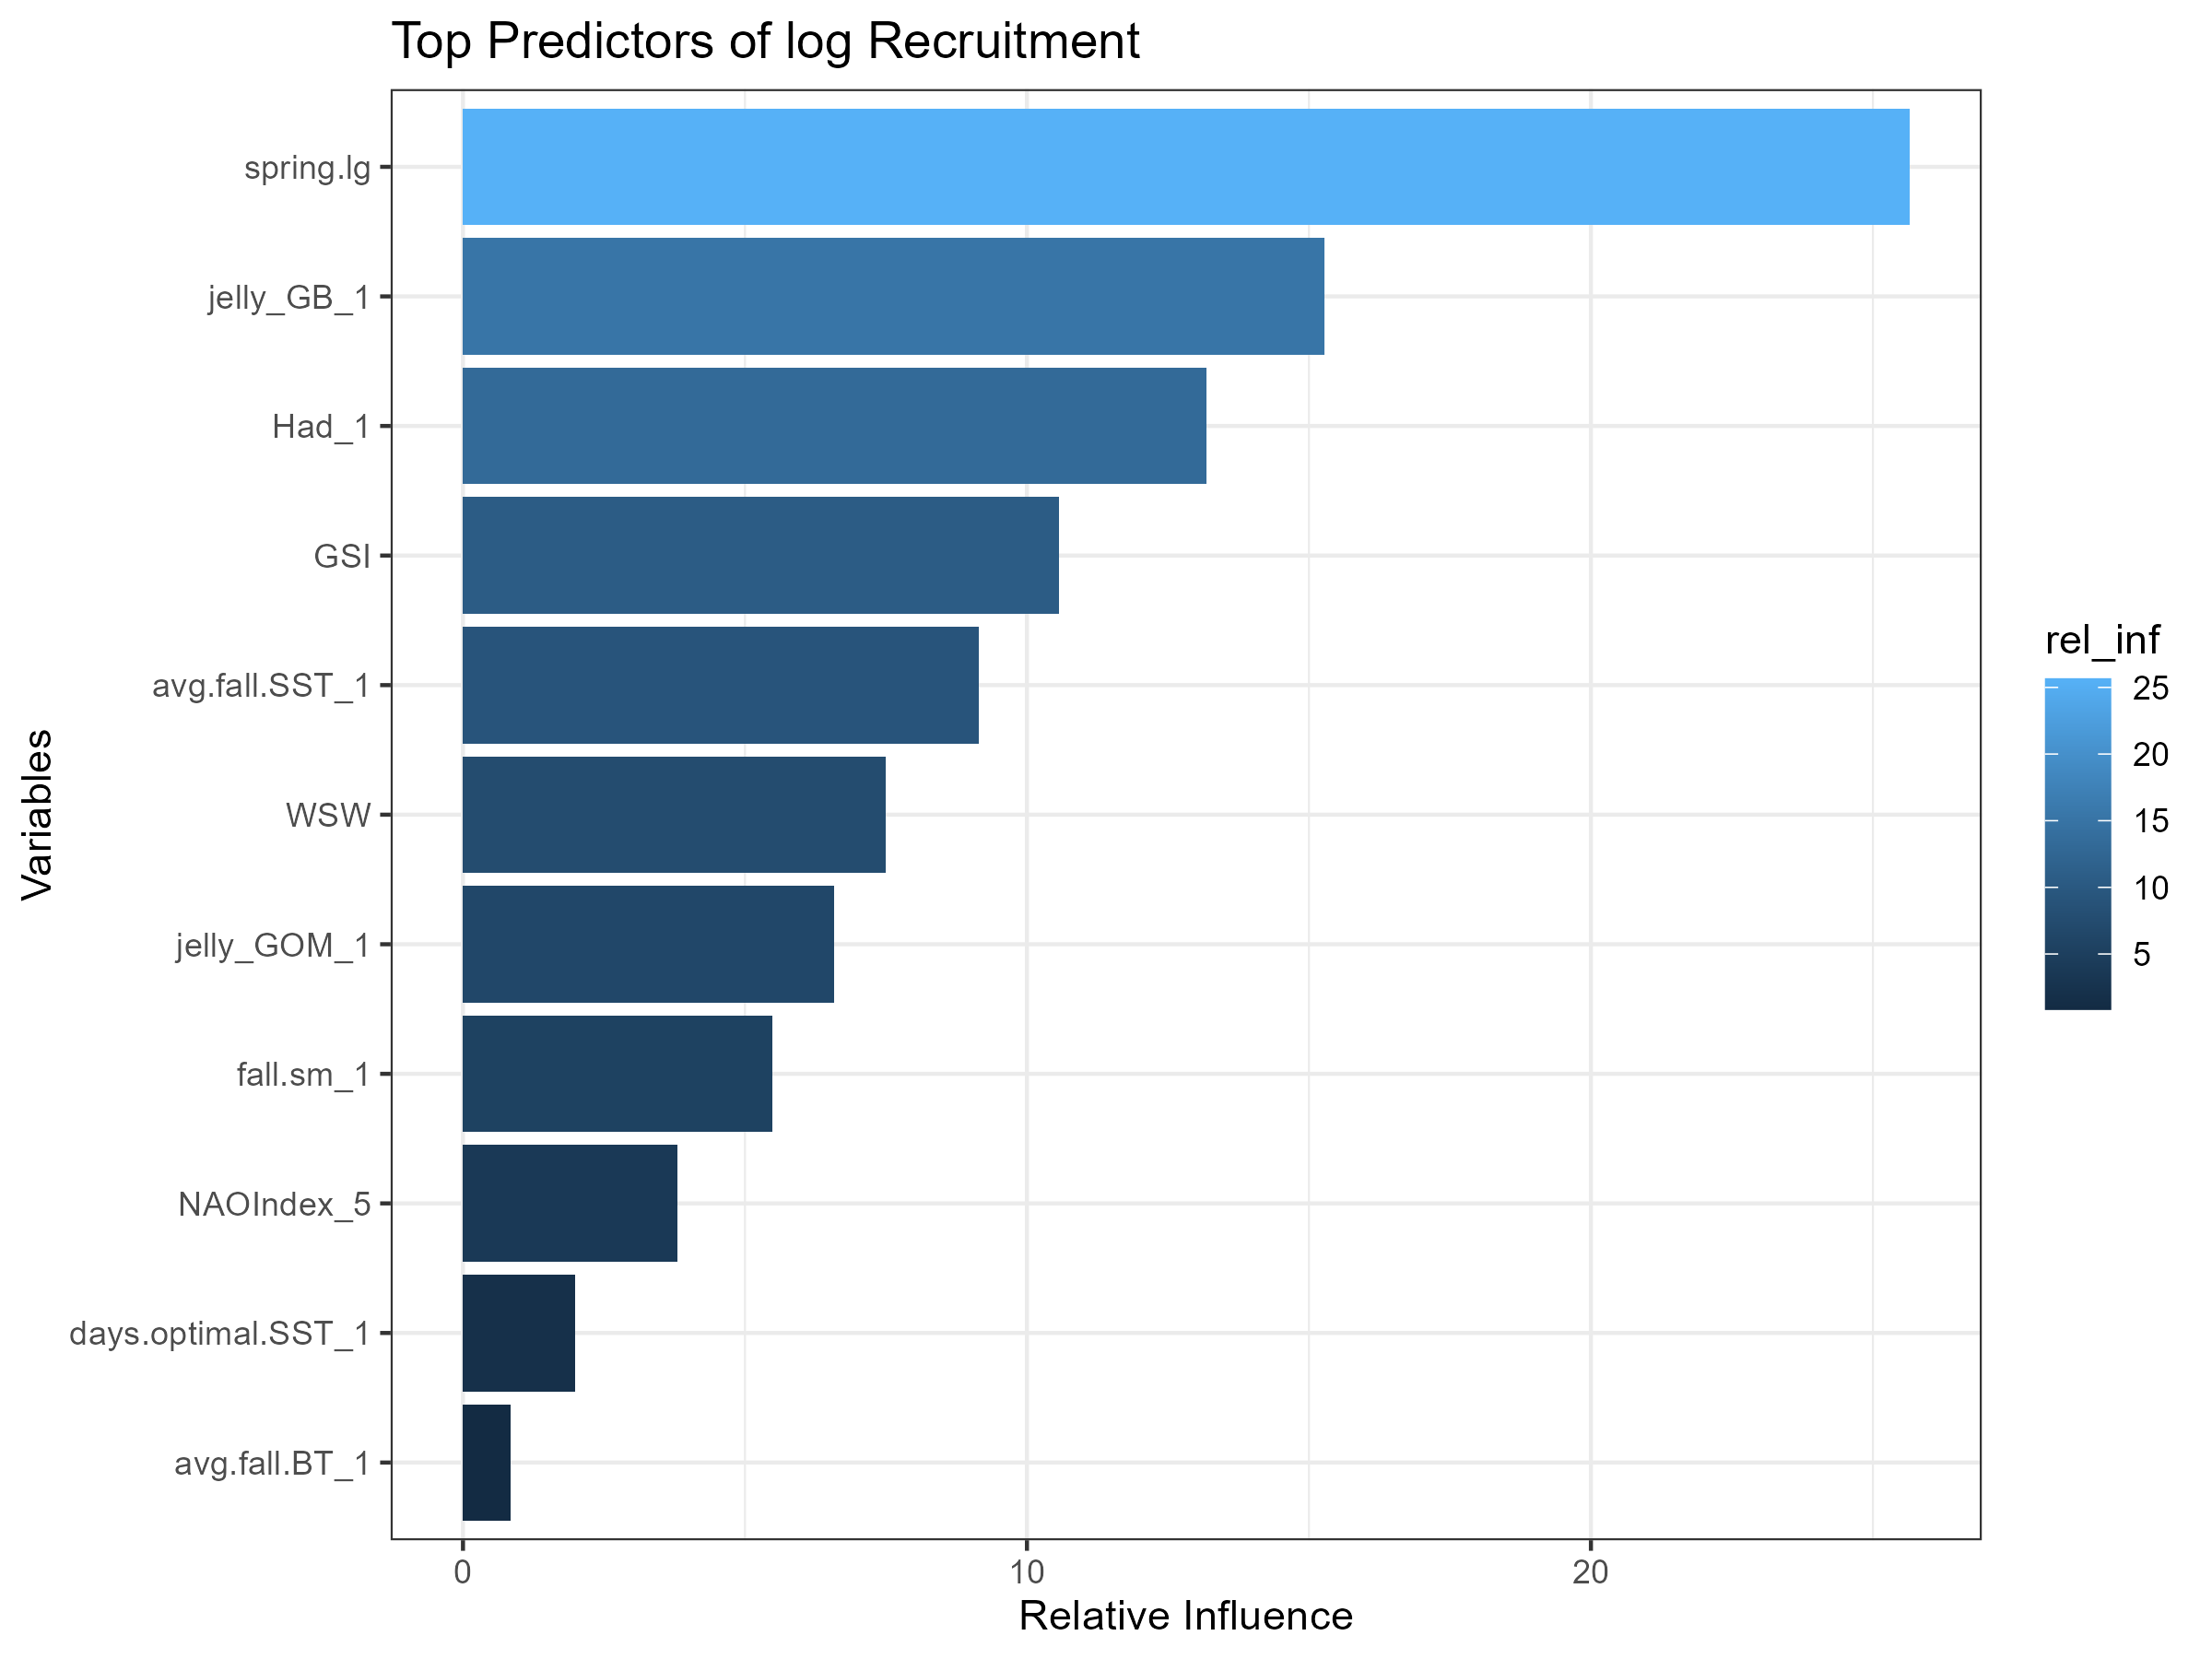 Top Predictors of log Recruitment
Variables
spring.lg
jelly_GB_1
Had_1
GSI
avg.fall.SST_1
WSW
jelly_GOM_1
fall.sm_1
NAOIndex_5
days.optimal.SST_1
avg.fall.BT_1
0 10 20
Relative Influence
rel_inf
25
20
15
10
5